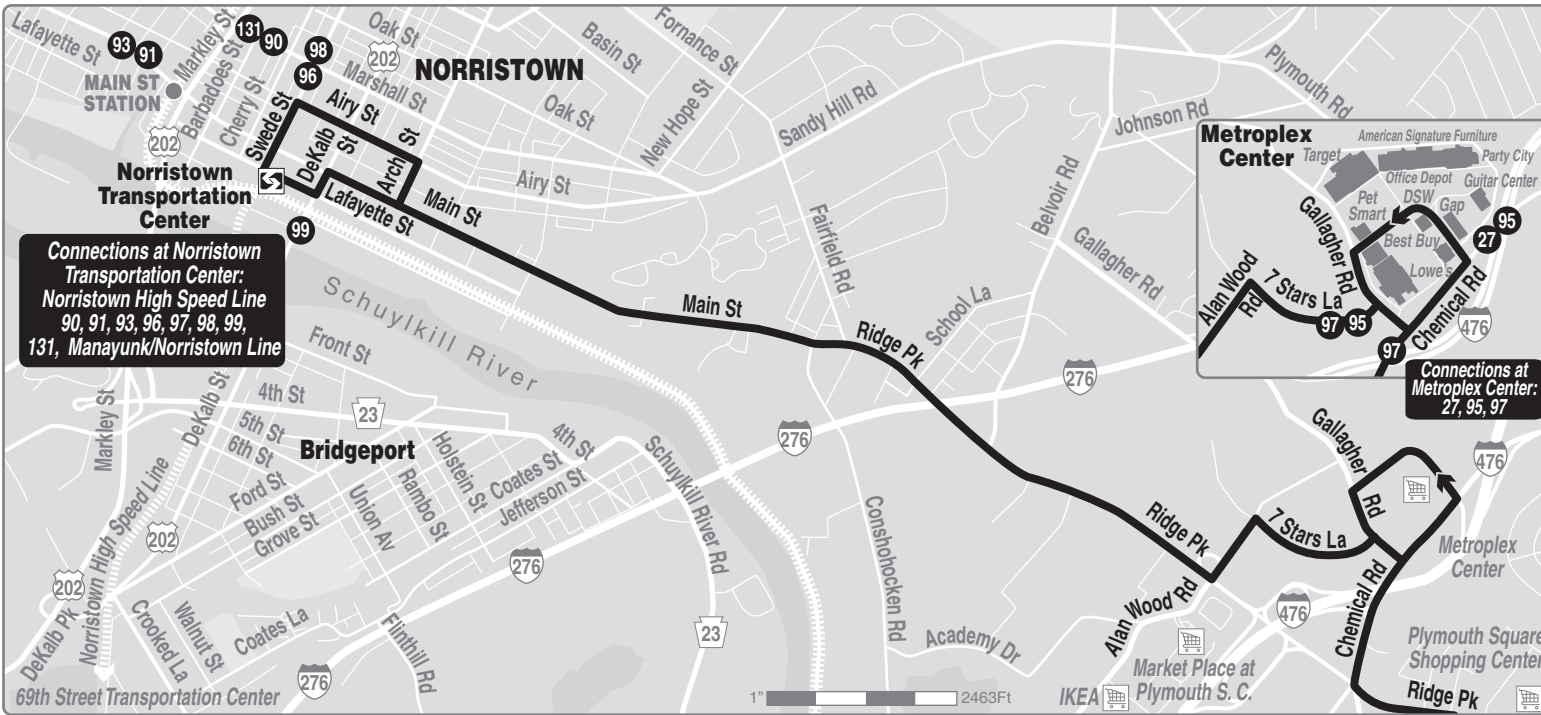 Lafayette St
93
91
MAIN ST
STATION
Markley St
Barbadoes St
131
90
Cherry St
98
96
Oak St
202
NORRISTOWN
Marshall St
Basin St
Fornance St
Oak St
New Hope St
Sandy Hill Rd
Johnson Rd
Plymouth Rd
202
Swede St
Airy St
DeKalb
St
Arch St
Airy St
Lafayette St
Main St
Norristown
Transportation
Center
99
Connections at Norristown
Transportation Center:
Norristown High Speed Line
90, 91, 93, 96, 97, 98, 99,
131, Manayunk/Norristown Line
Schuylkill River
Fairfield Rd
Belvoir Rd
Gallagher Rd
School La
Main St
Ridge Pk
276
276
Metroplex
Center
American Signature Furniture
Target
Party City
Office Depot
Guitar Center
Pet
Smart
DSW
Gap
95
27
Best Buy
Lowe's
Gallagher Rd
Alan Wood
Rd
7 Stars La
97
95
97
Chemical Rd
476
Connections at
Metroplex Center:
27, 95, 97
Front St
4th St
23
5th St
6th St
Bridgeport
Markley St
DeKalb St
Ford St
Bush St
Grove St
Union Av
Rambo St
Holstein St
Coates St
Jefferson St
4th St
Schuylkill River Rd
Conshohocken Rd
Ridge Pk
7 Stars La
Gallagher
Rd
476
Metroplex
Center
202
202
Norristown High Speed Line
DeKalb Pk
Crooked La
Walnut St
Coates La
Flinthill Rd
276
276
23
Academy Dr
Alan Wood Rd
476
Chemical Rd
Market Place at
Plymouth S. C.
IKEA
Plymouth Square
Shopping Center
Ridge Pk
69th Street Transportation Center
1"
2463Ft